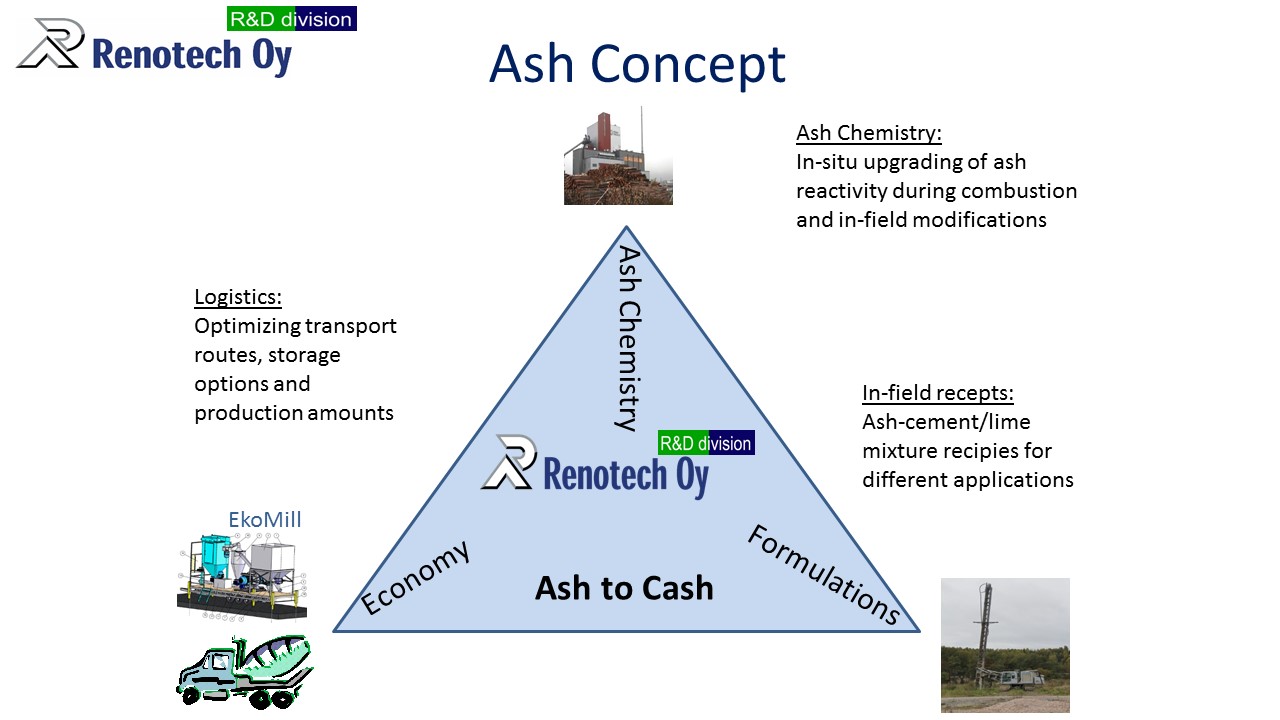 R&D division
Renotech Oy
Ash Concept
Ash Chemistry:
In-situ upgrading of ash
reactivity during combustion
and in-field modifications
Logistics:
Optimizing transport
routes, storage
options and
production amounts
Ash Chemistry
In-field recepts:
Ash-cement/lime
mixture recipies for
different applications
R&D division
Renotech Oy
EkoMill
Economy
Formulations
Ash to Cash